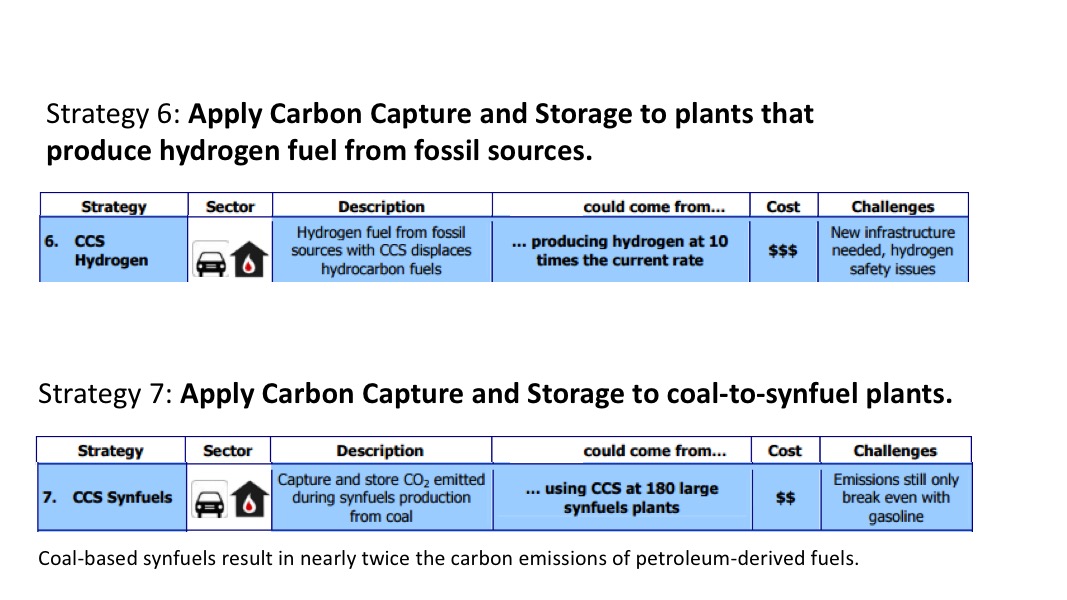 Strategy 6: Apply Carbon Capture and Storage to plants that
produce hydrogen fuel from fossil sources.
Strategy Sector Description could come from... Cost Challenges
6. CCS Hydrogen
Hydrogen fuel from fossil
sources with CCS displaces
hydrocarbon fuels
... producing hydrogen at 10
times the current rate
$$$
New infrastructure
needed, hydrogen
safety issues
Strategy 7: Apply Carbon Capture and Storage to coal-to-synfuel plants.
Strategy Sector Description could come from... Cost Challenges
7. CCS Synfuels
Capture and store CO₂ emitted
during synfuels production
from coal
... using CCS at 180 large
synfuels plants
$$
Emissions still only
break even with
gasoline
Coal-based synfuels result in nearly twice the carbon emissions of petroleum-derived fuels.